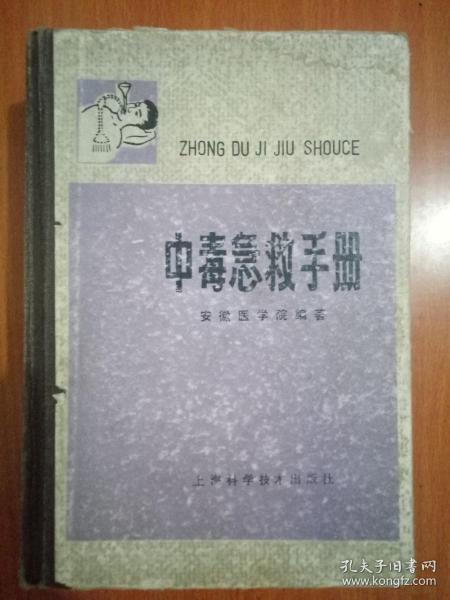 ZHONG DU JI JIU SHOUCE
中毒急救手册
安徽医学院编著
上海科学技术出版社
孔夫子旧书网
www.kongfz.com